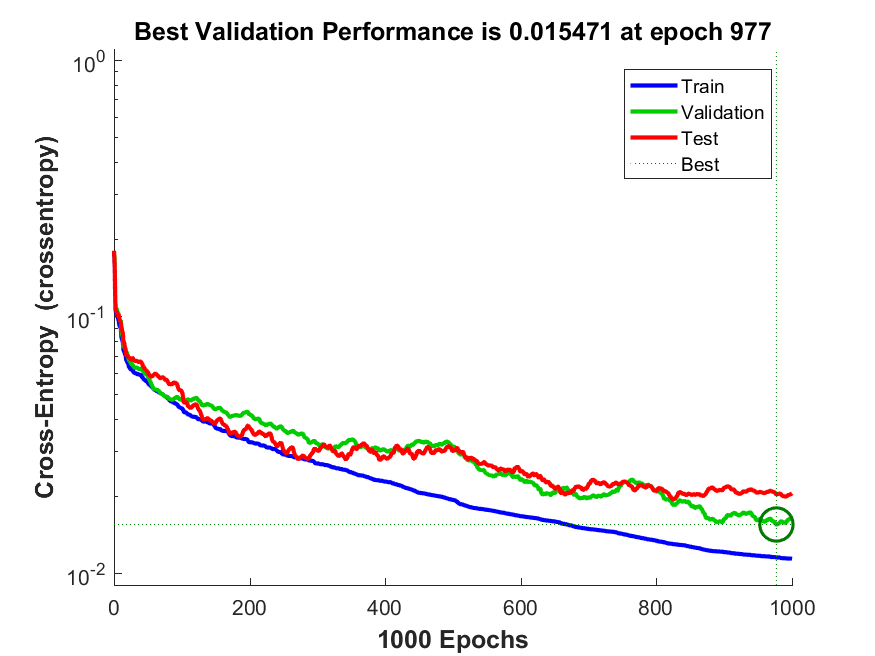 Best Validation Performance is 0.015471 at epoch 977
Cross-Entropy  (crossentropy)
10^0
10^-1
10^-2
Train
Validation
Test
Best
0 200 400 600 800 1000
1000 Epochs